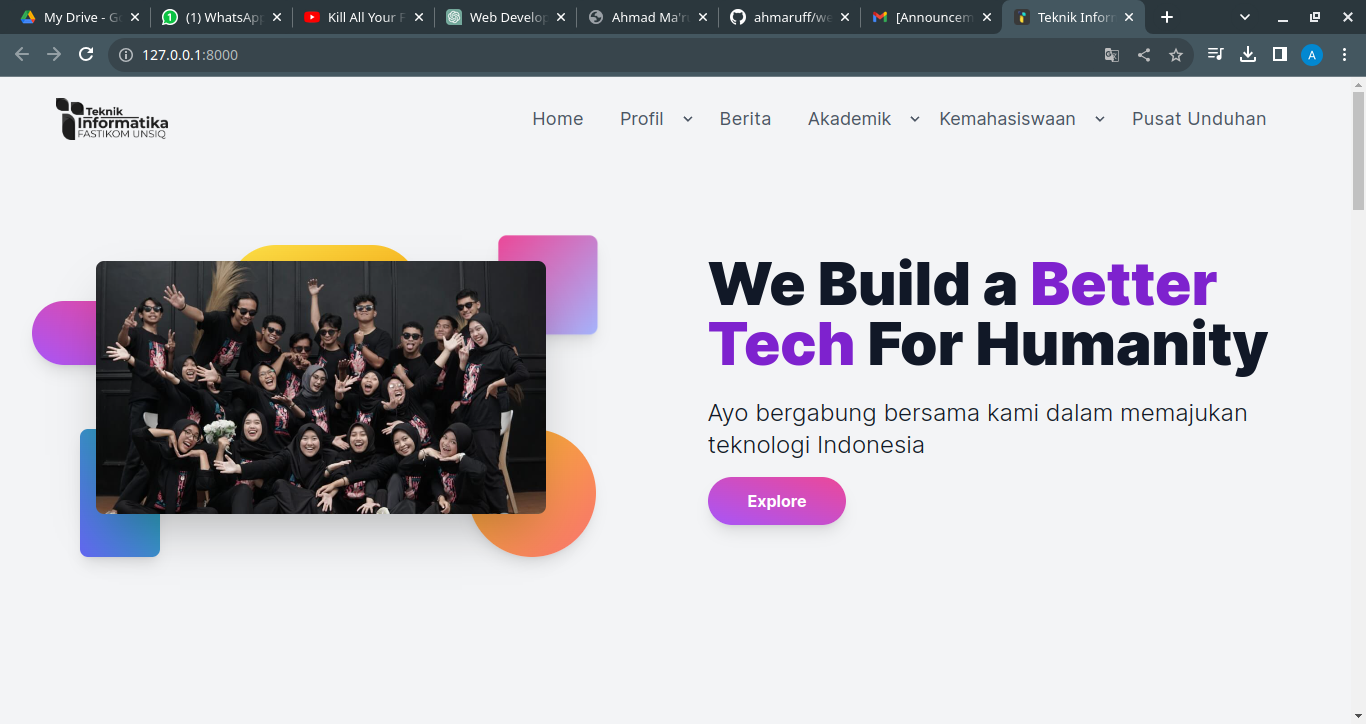 My Drive - G
(1) WhatsApp
Kill All Your F
Web Develop
Ahmad Ma'ru
ahmaruff/we
[Announcem
Teknik Infor
127.0.0.1:8000
A
Teknik
Informatika
FASTIKOM UNSIQ
Home
Profil
Berita
Akademik
Kemahasiswaan
Pusat Unduhan
We Build a Better
Tech For Humanity
Ayo bergabung bersama kami dalam memajukan
teknologi Indonesia
Explore